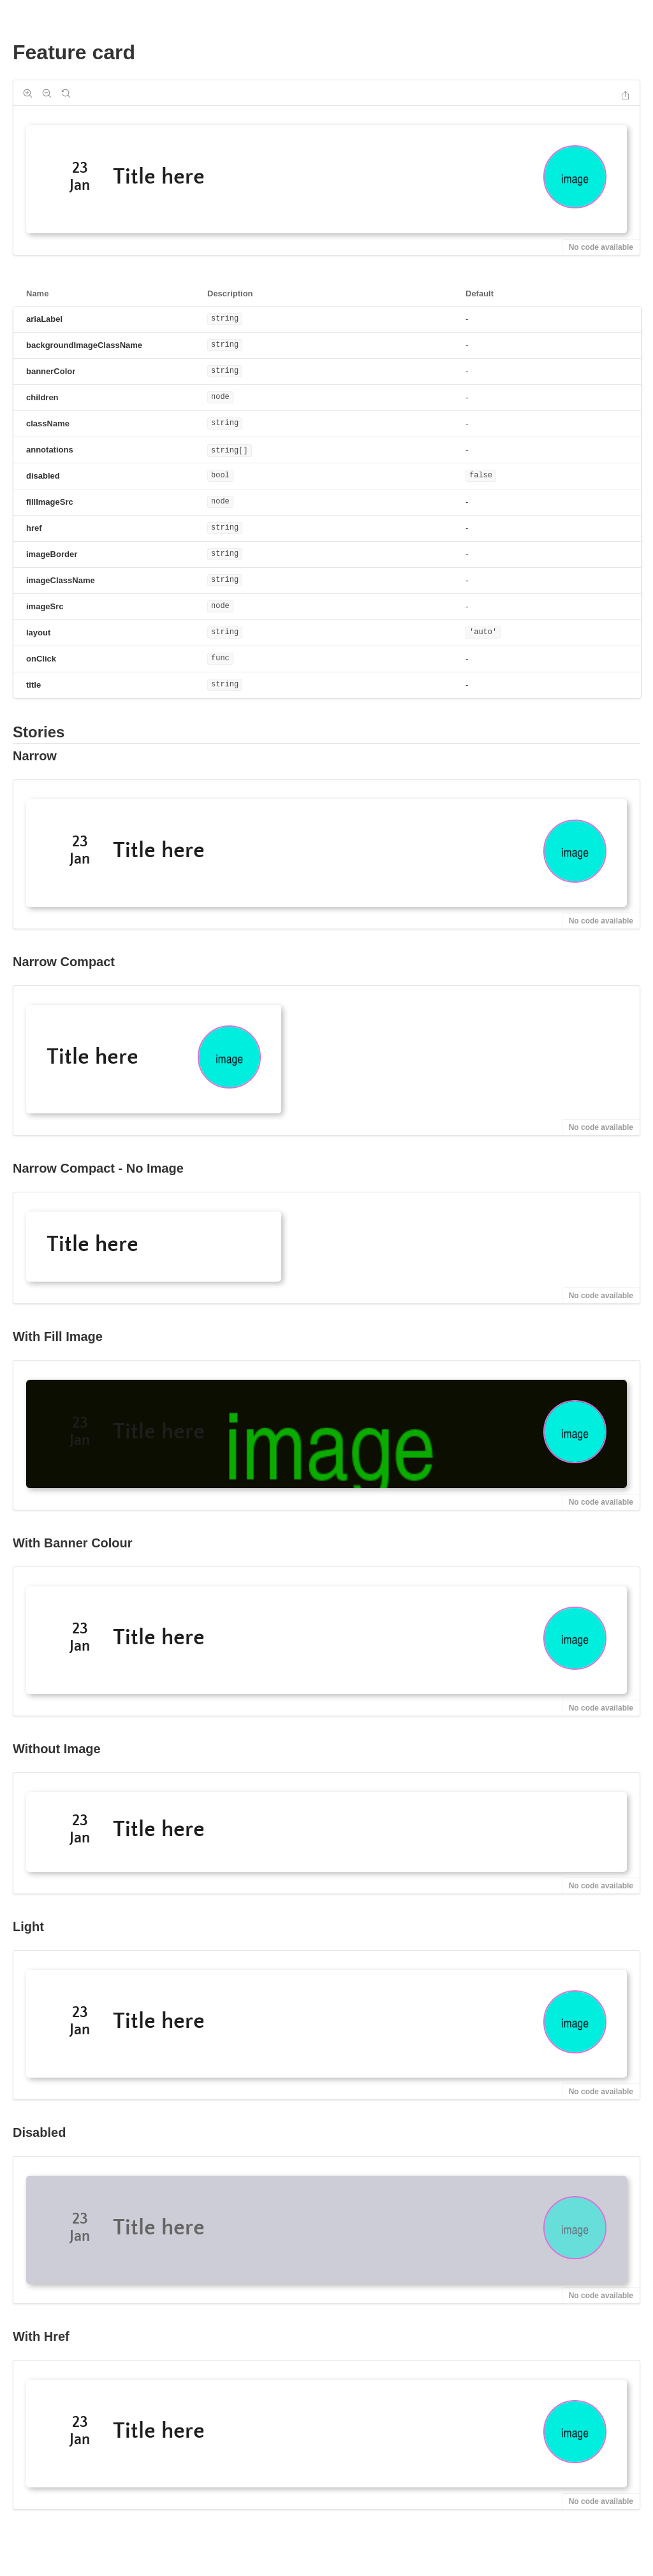 Feature card
23
Jan
Title here
image
No code available
Name Description Default
ariaLabel string -
backgroundImageClassName string -
bannerColor string -
children node -
className string -
annotations string[] -
disabled bool false
fillImageSrc node -
href string -
imageBorder string -
imageClassName string -
imageSrc node -
layout string 'auto'
onClick func -
title string -
Stories
Narrow
23
Jan
Title here
image
No code available
Narrow Compact
Title here
image
No code available
Narrow Compact - No Image
Title here
No code available
With Fill Image
23
Jan
Title here
image
image
No code available
With Banner Colour
23
Jan
Title here
image
No code available
Without Image
23
Jan
Title here
No code available
Light
23
Jan
Title here
image
No code available
Disabled
23
Jan
Title here
image
No code available
With Href
23
Jan
Title here
image
No code available